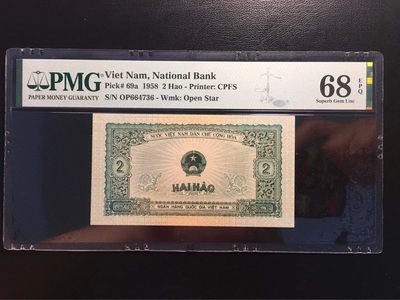 PMG
PAPER MONEY GUARANTY
Viet Nam, National Bank
Pick# 69a 1958 2 Hao - Printer: CPFS
S/N OP664736 - Wmk: Open Star
68 EPQ
Superb Gem Unc
NƯỚC VIỆT NAM DÂN CHỦ CỘNG HÒA
2 2
HAI HÀO
NGÂN HÀNG QUỐC GIA VIỆT NAM